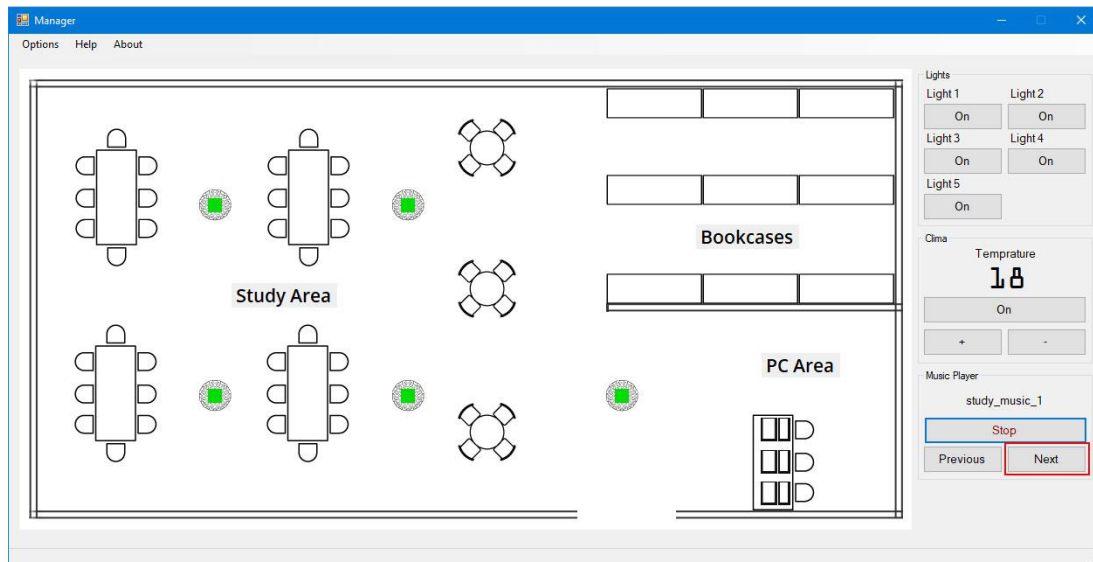 Manager
Options Help About
Study Area
Bookcases
PC Area
Lights
Light 1 Light 2
On On
Light 3 Light 4
On On
Light 5
On
Clima
Temprature
18
On
+ -
Music Player
study_music_1
Stop
Previous Next